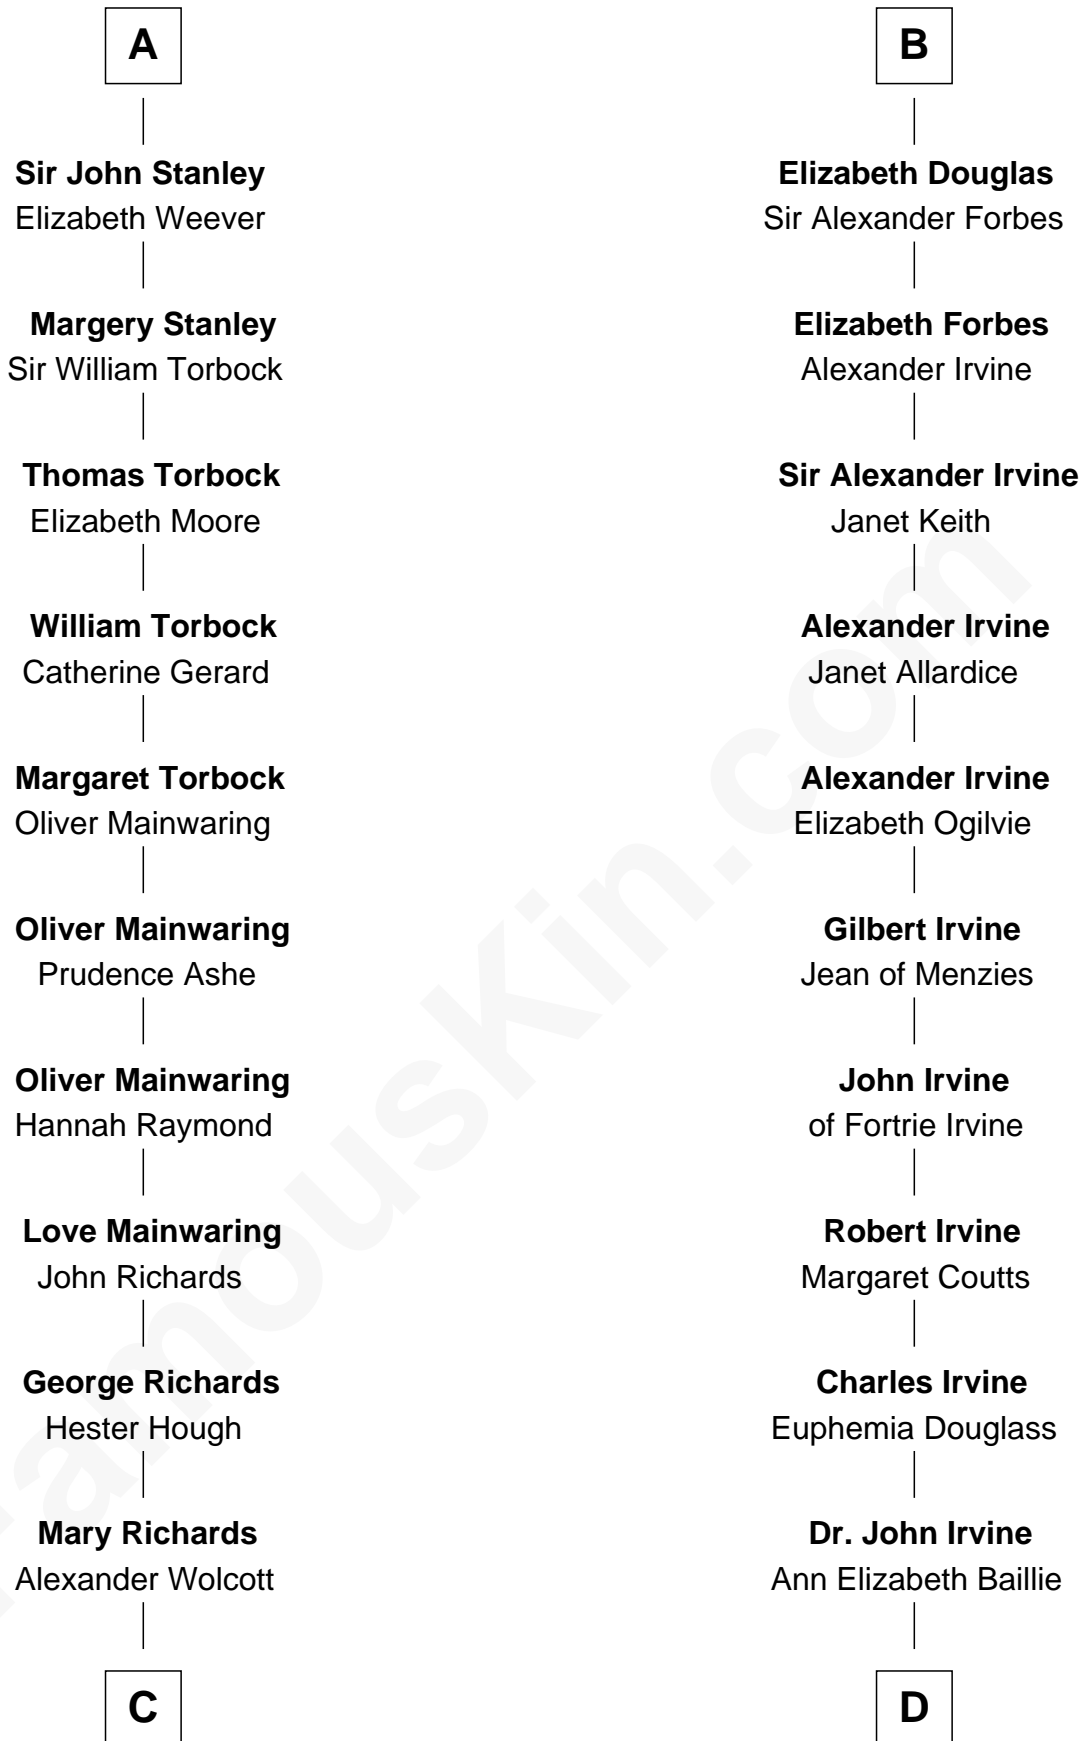 A
Sir John Stanley
Elizabeth Weever
Margery Stanley
Sir William Torbock
Thomas Torbock
Elizabeth Moore
William Torbock
Catherine Gerard
Margaret Torbock
Oliver Mainwaring
Oliver Mainwaring
Prudence Ashe
Oliver Mainwaring
Hannah Raymond
Love Mainwaring
John Richards
George Richards
Hester Hough
Mary Richards
Alexander Wolcott
C
B
Elizabeth Douglas
Sir Alexander Forbes
Elizabeth Forbes
Alexander Irvine
Sir Alexander Irvine
Janet Keith
Alexander Irvine
Janet Allardice
Alexander Irvine
Elizabeth Ogilvie
Gilbert Irvine
Jean of Menzies
John Irvine
of Fortrie Irvine
Robert Irvine
Margaret Coutts
Charles Irvine
Euphemia Douglass
Dr. John Irvine
Ann Elizabeth Baillie
D
FamousKin.com